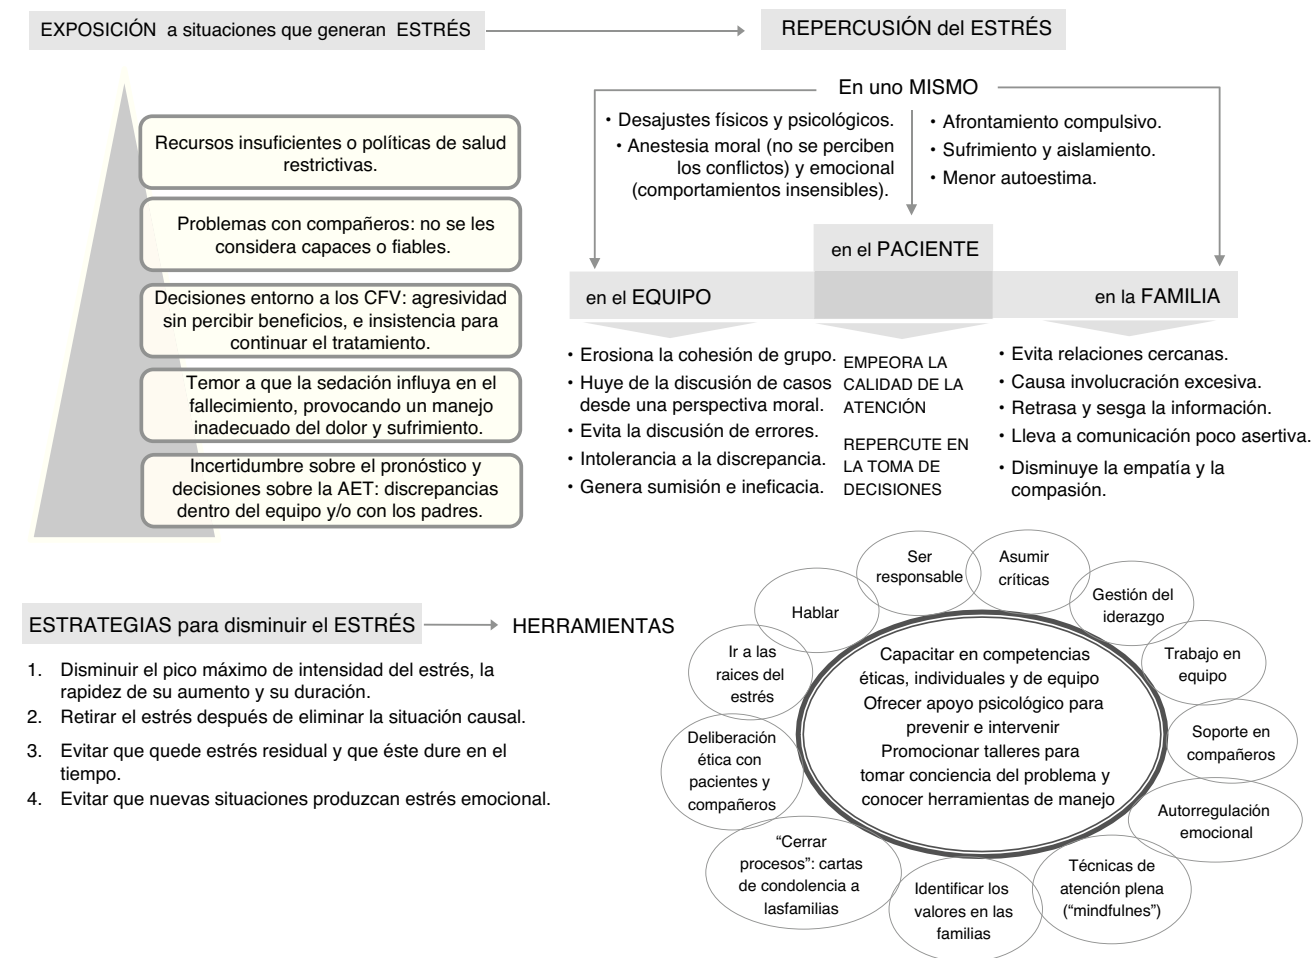 EXPOSICIÓN a situaciones que generan ESTRÉS
REPERCUSIÓN del ESTRÉS
Recursos insuficientes o políticas de salud
restrictivas.
Problemas con compañeros: no se les
considera capaces o fiables.
Decisiones entorno a los CFV: agresividad
sin percibir beneficios, e insistencia para
continuar el tratamiento.
Temor a que la sedación influya en el
fallecimiento, provocando un manejo
inadecuado del dolor y sufrimiento.
Incertidumbre sobre el pronóstico y
decisiones sobre la AET: discrepancias
dentro del equipo y/o con los padres.
En uno MISMO
• Desajustes físicos y psicológicos.
• Anestesia moral (no se perciben
los conflictos) y emocional
(comportamientos insensibles).
• Afrontamiento compulsivo.
• Sufrimiento y aislamiento.
• Menor autoestima.
en el PACIENTE
en el EQUIPO
en la FAMILIA
• Erosiona la cohesión de grupo.
• Huye de la discusión de casos
desde una perspectiva moral.
• Evita la discusión de errores.
• Intolerancia a la discrepancia.
• Genera sumisión e ineficacia.
EMPEORA LA
CALIDAD DE LA
ATENCIÓN
REPERCUTE EN
LA TOMA DE
DECISIONES
• Evita relaciones cercanas.
• Causa involucración excesiva.
• Retrasa y sesga la información.
• Lleva a comunicación poco asertiva.
• Disminuye la empatía y la
compasión.
ESTRATEGIAS para disminuir el ESTRÉS
HERRAMIENTAS
1. Disminuir el pico máximo de intensidad del estrés, la
rapidez de su aumento y su duración.
2. Retirar el estrés después de eliminar la situación causal.
3. Evitar que quede estrés residual y que éste dure en el
tiempo.
4. Evitar que nuevas situaciones produzcan estrés emocional.
Capacitar en competencias
éticas, individuales y de equipo
Ofrecer apoyo psicológico para
prevenir e intervenir
Promocionar talleres para
tomar conciencia del problema y
conocer herramientas de manejo
Ser
responsable
Asumir
críticas
Gestión del
iderazgo
Trabajo en
equipo
Soporte en
compañeros
Autorregulación
emocional
Técnicas de
atención plena
(“mindfulnes”)
Identificar los
valores en las
familias
“Cerrar
procesos”: cartas
de condolencia a
lasfamilias
Deliberación
ética con
pacientes y
compañeros
Ir a las
raices del
estrés
Hablar